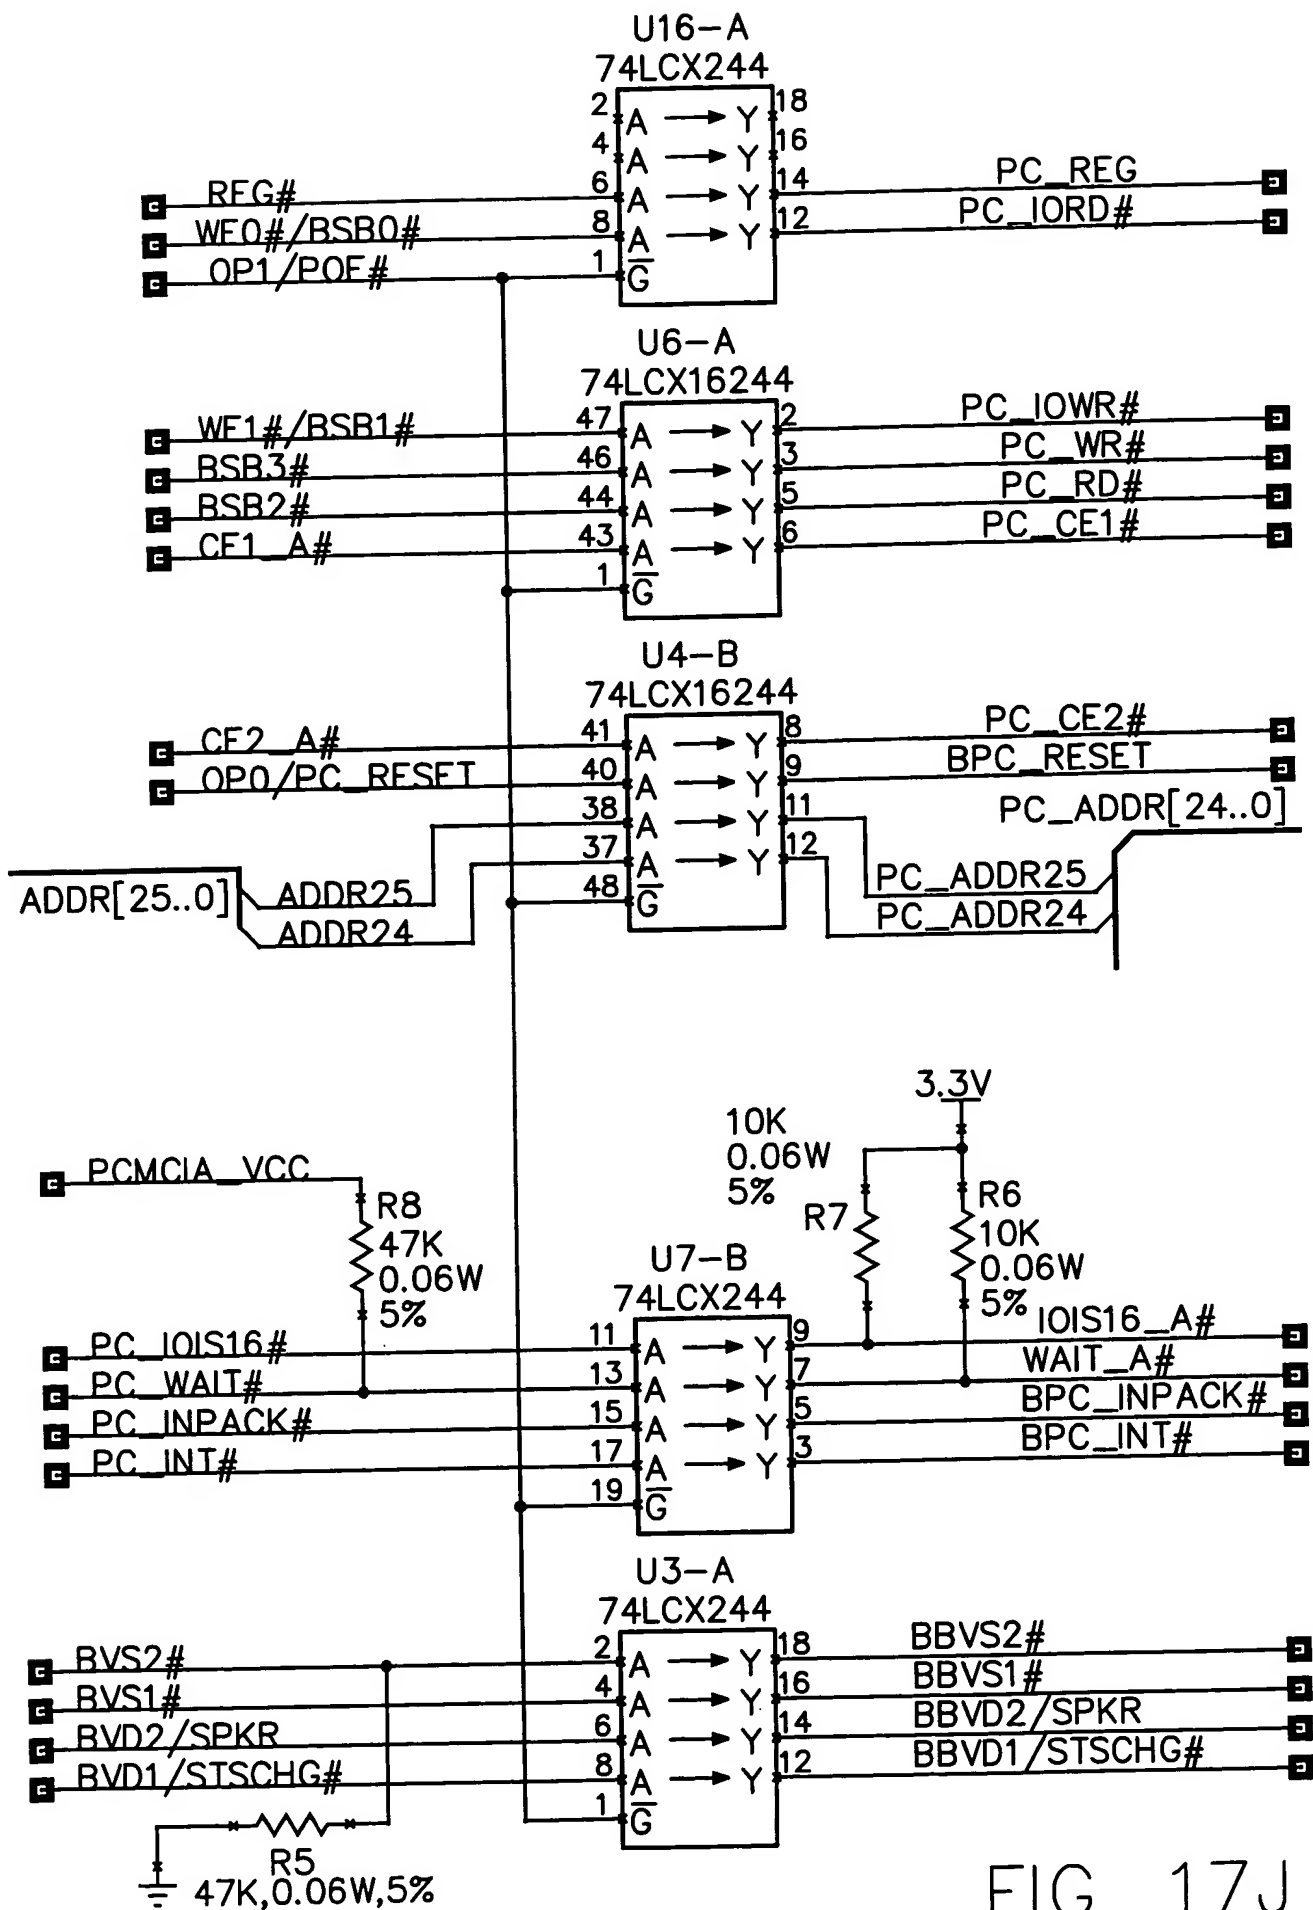 U16-A
74LCX244
2 A Y 18
4 A Y 16
REG# 6 A Y 14 PC_REG
WE0#/BSB0# 8 A Y 12 PC_IORD#
OP1/POE# 1 G
U6-A
74LCX16244
WE1#/BSB1# 47 A Y 2 PC_IOWR#
BSB3# 46 A Y 3 PC_WR#
BSB2# 44 A Y 5 PC_RD#
CE1_A# 43 A Y 6 PC_CE1#
1 G
U4-B
74LCX16244
CE2_A# 41 A Y 8 PC_CE2#
OP0/PC_RESET 40 A Y 9 BPC_RESET
38 A Y 11 PC_ADDR[24..0]
37 A Y 12
ADDR[25..0] ADDR25 48 G PC_ADDR25
ADDR24 PC_ADDR24
3.3V
10K
0.06W
5%
PCMCIA_VCC
R8
47K
0.06W
5%
R7
R6
10K
0.06W
5%
U7-B
74LCX244
PC_IOIS16# 11 A Y 9 IOIS16_A#
PC_WAIT# 13 A Y 7 WAIT_A#
PC_INPACK# 15 A Y 5 BPC_INPACK#
PC_INT# 17 A Y 3 BPC_INT#
19 G
U3-A
74LCX244
BVS2# 2 A Y 18 BBVS2#
BVS1# 4 A Y 16 BBVS1#
BVD2/SPKR 6 A Y 14 BBVD2/SPKR
BVD1/STSCHG# 8 A Y 12 BBVD1/STSCHG#
1 G
R5
47K,0.06W,5%
FIG 17J